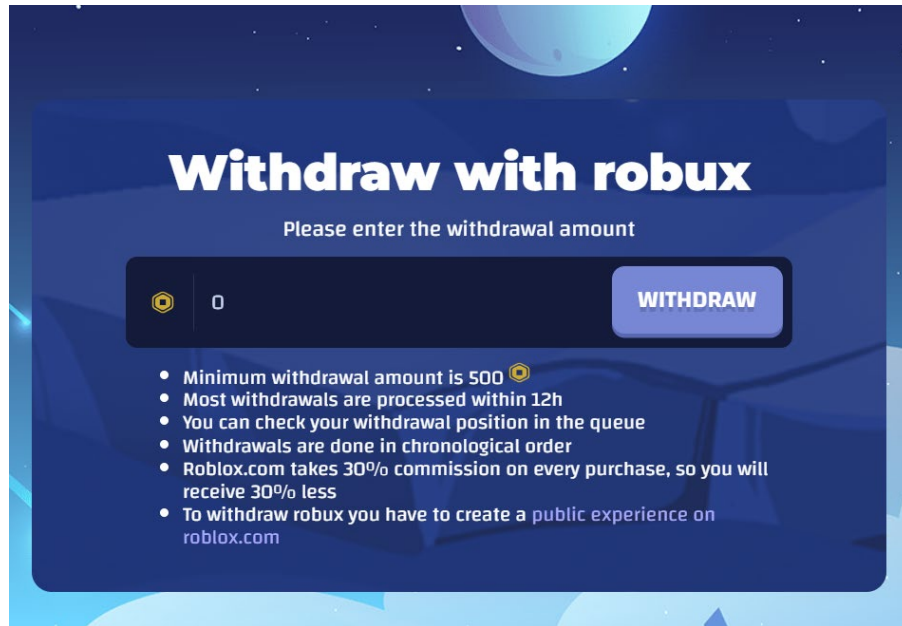 Withdraw with robux
Please enter the withdrawal amount
0
WITHDRAW
Minimum withdrawal amount is 500
Most withdrawals are processed within 12h
You can check your withdrawal position in the queue
Withdrawals are done in chronological order
Roblox.com takes 30% commission on every purchase, so you will
receive 30% less
To withdraw robux you have to create a public experience on
roblox.com